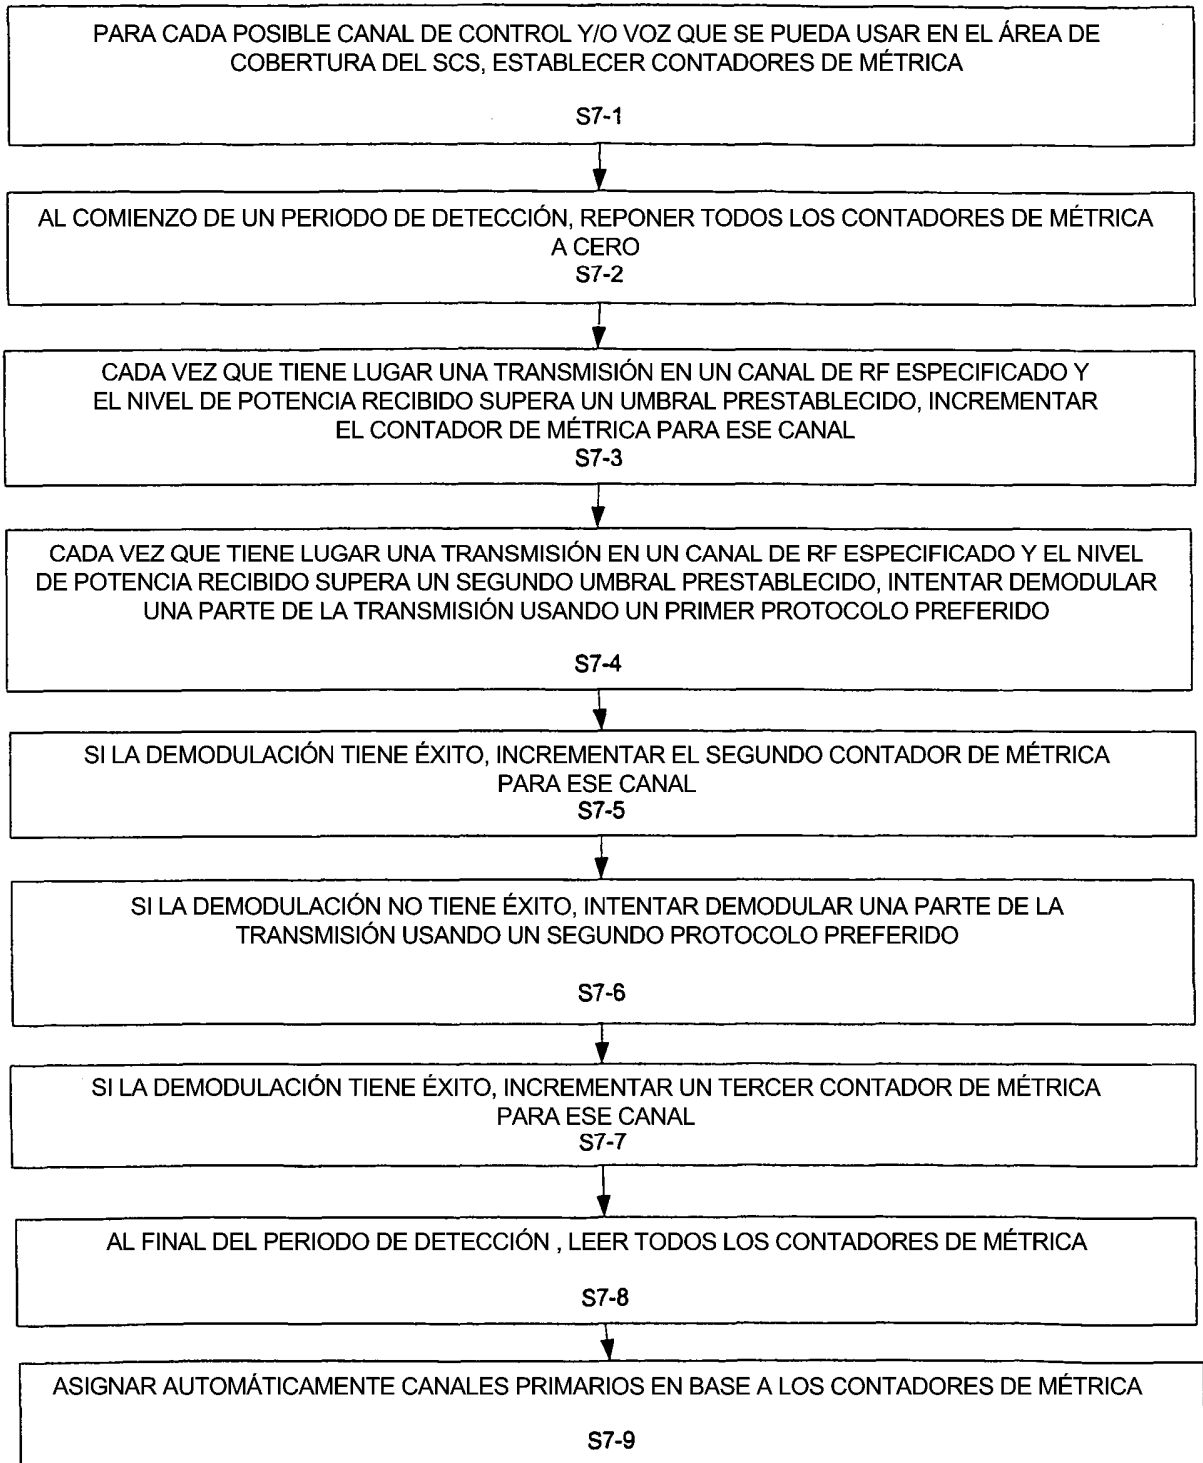 PARA CADA POSIBLE CANAL DE CONTROL Y/O VOZ QUE SE PUEDA USAR EN EL ÁREA DE
COBERTURA DEL SCS, ESTABLECER CONTADORES DE MÉTRICA
S7-1
AL COMIENZO DE UN PERIODO DE DETECCIÓN, REPONER TODOS LOS CONTADORES DE MÉTRICA
A CERO
S7-2
CADA VEZ QUE TIENE LUGAR UNA TRANSMISIÓN EN UN CANAL DE RF ESPECIFICADO Y
EL NIVEL DE POTENCIA RECIBIDO SUPERA UN UMBRAL PRESTABLECIDO, INCREMENTAR
EL CONTADOR DE MÉTRICA PARA ESE CANAL
S7-3
CADA VEZ QUE TIENE LUGAR UNA TRANSMISIÓN EN UN CANAL DE RF ESPECIFICADO Y EL NIVEL
DE POTENCIA RECIBIDO SUPERA UN SEGUNDO UMBRAL PRESTABLECIDO, INTENTAR DEMODULAR
UNA PARTE DE LA TRANSMISIÓN USANDO UN PRIMER PROTOCOLO PREFERIDO
S7-4
SI LA DEMODULACIÓN TIENE ÉXITO, INCREMENTAR EL SEGUNDO CONTADOR DE MÉTRICA
PARA ESE CANAL
S7-5
SI LA DEMODULACIÓN NO TIENE ÉXITO, INTENTAR DEMODULAR UNA PARTE DE LA
TRANSMISIÓN USANDO UN SEGUNDO PROTOCOLO PREFERIDO
S7-6
SI LA DEMODULACIÓN TIENE ÉXITO, INCREMENTAR UN TERCER CONTADOR DE MÉTRICA
PARA ESE CANAL
S7-7
AL FINAL DEL PERIODO DE DETECCIÓN , LEER TODOS LOS CONTADORES DE MÉTRICA
S7-8
ASIGNAR AUTOMÁTICAMENTE CANALES PRIMARIOS EN BASE A LOS CONTADORES DE MÉTRICA
S7-9